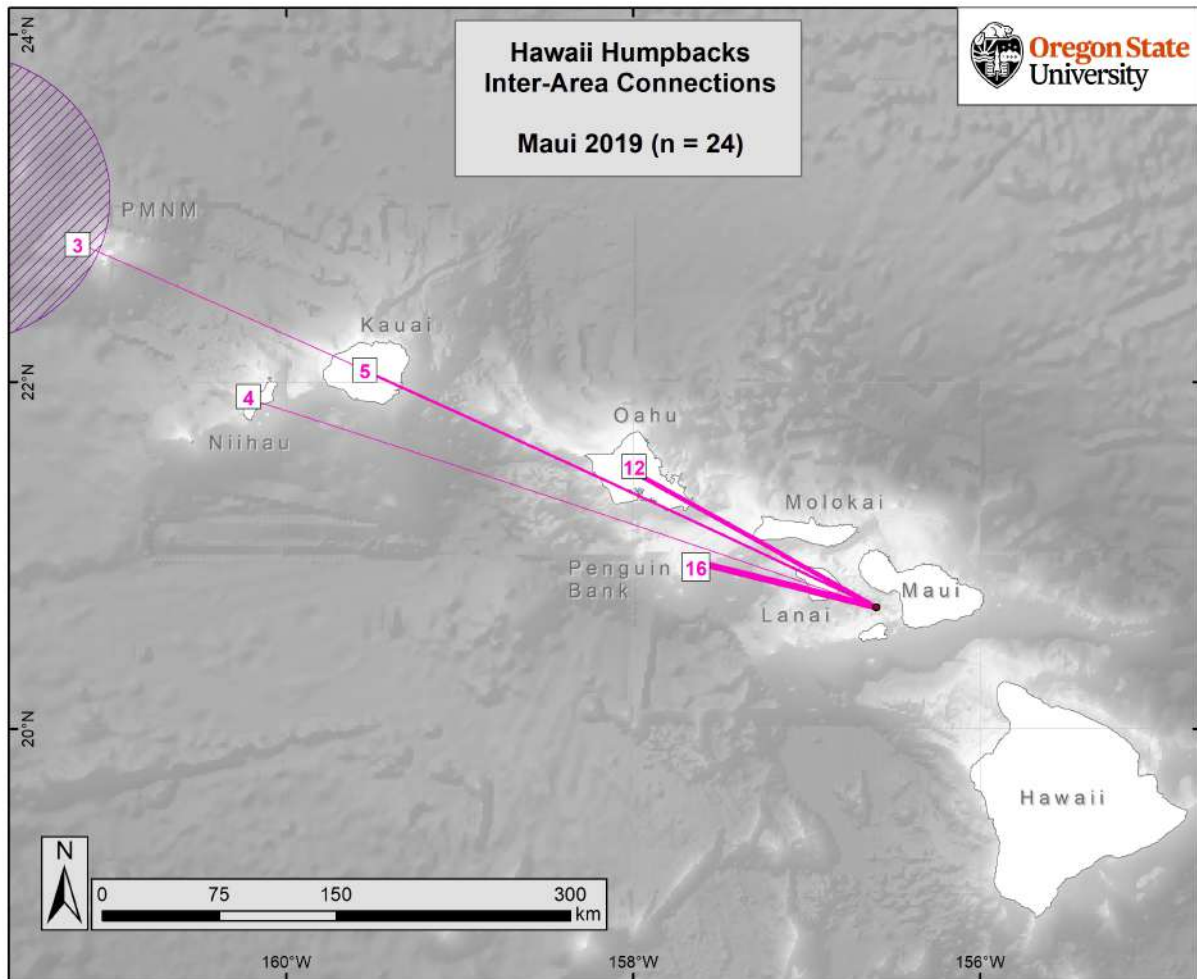 Hawaii Humpbacks
Inter-Area Connections
Maui 2019 (n = 24)
Oregon State
University
24°N
22°N
20°N
PMNM
3
Kauai
5
4
Niihau
Oahu
12
Molokai
16
Penguin
Bank
Lanai
Maui
Hawaii
N
0 75 150 300
km
160°W 158°W 156°W